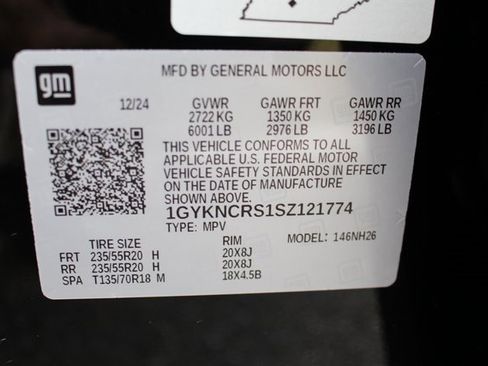 gm
MFD BY GENERAL MOTORS LLC
12/24 GVWR GAWR FRT GAWR RR
2722 KG 1350 KG 1450 KG
6001 LB 2976 LB 3196 LB
THIS VEHICLE CONFORMS TO ALL
APPLICABLE U.S. FEDERAL MOTOR
VEHICLE SAFETY STANDARDS IN EFFECT
ON THE DATE OF MANUFACTURE
SHOWN ABOVE.
1GYKNCRS1SZ121774
TYPE: MPV MODEL: 146NH26
TIRE SIZE RIM
FRT 235/55R20 H 20X8J
RR 235/55R20 H 20X8J
SPA T135/70R18 M 18X4.5B